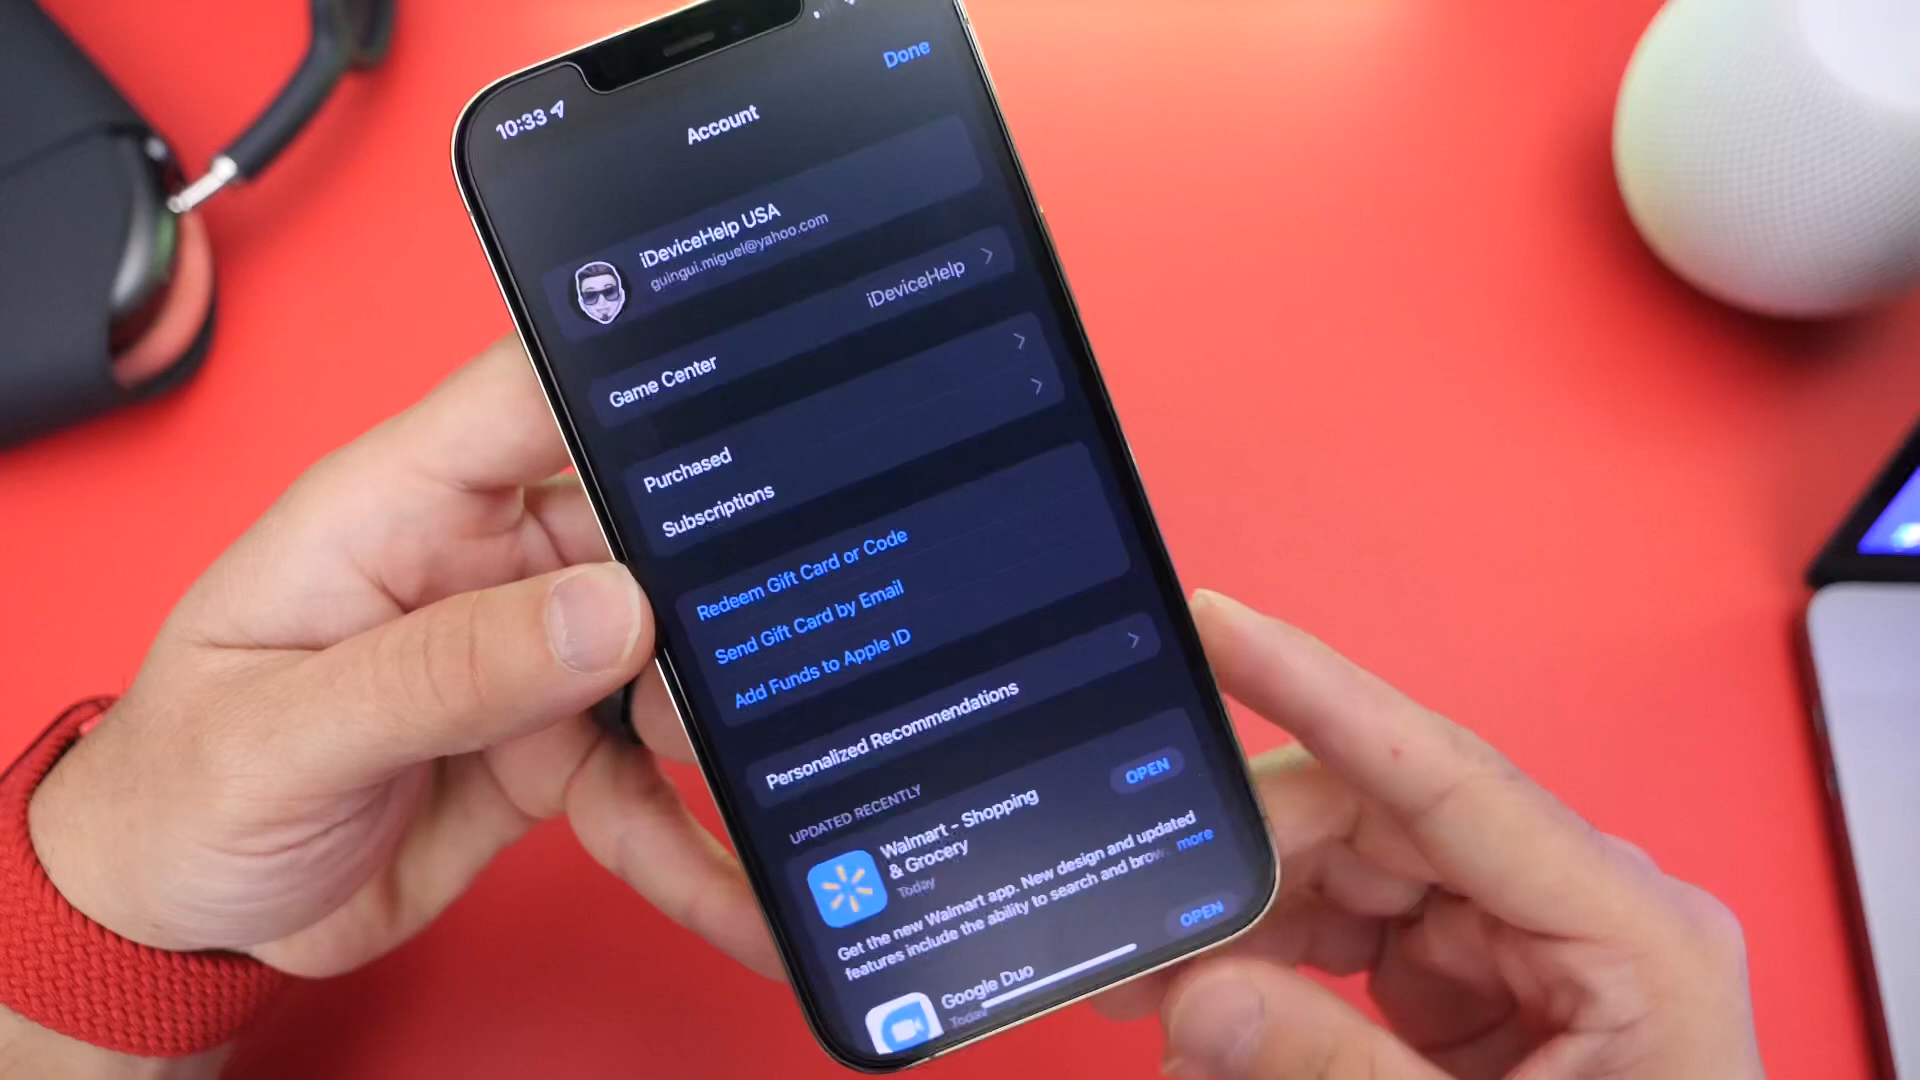 10:33
Done
Account
iDeviceHelp USA
guingui.miguel@yahoo.com
Game Center
iDeviceHelp
Purchased
Subscriptions
Redeem Gift Card or Code
Send Gift Card by Email
Add Funds to Apple ID
Personalized Recommendations
UPDATED RECENTLY
Walmart - Shopping
& Grocery
Today
OPEN
Get the new Walmart app. New design and updated
features include the ability to search and brow
more
Google Duo
Today
OPEN